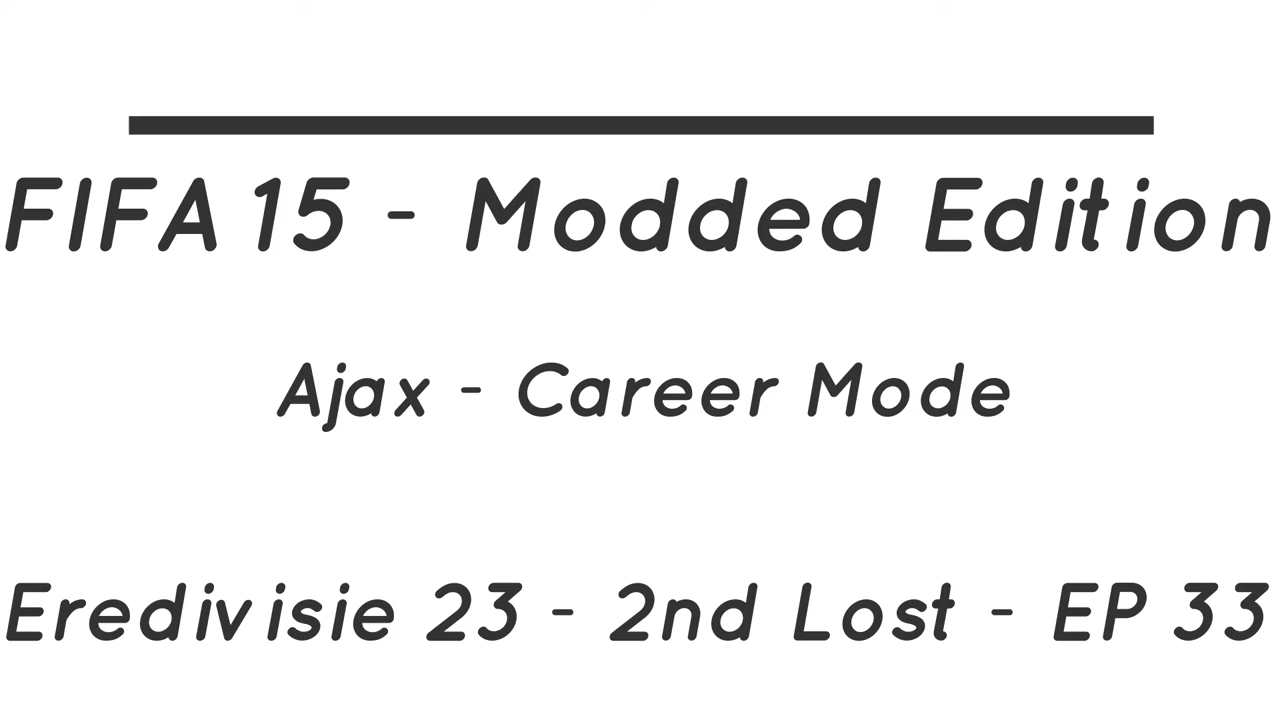 FIFA 15 - Modded Edition
Ajax - Career Mode
Eredivisie 23 - 2nd Lost - EP 33